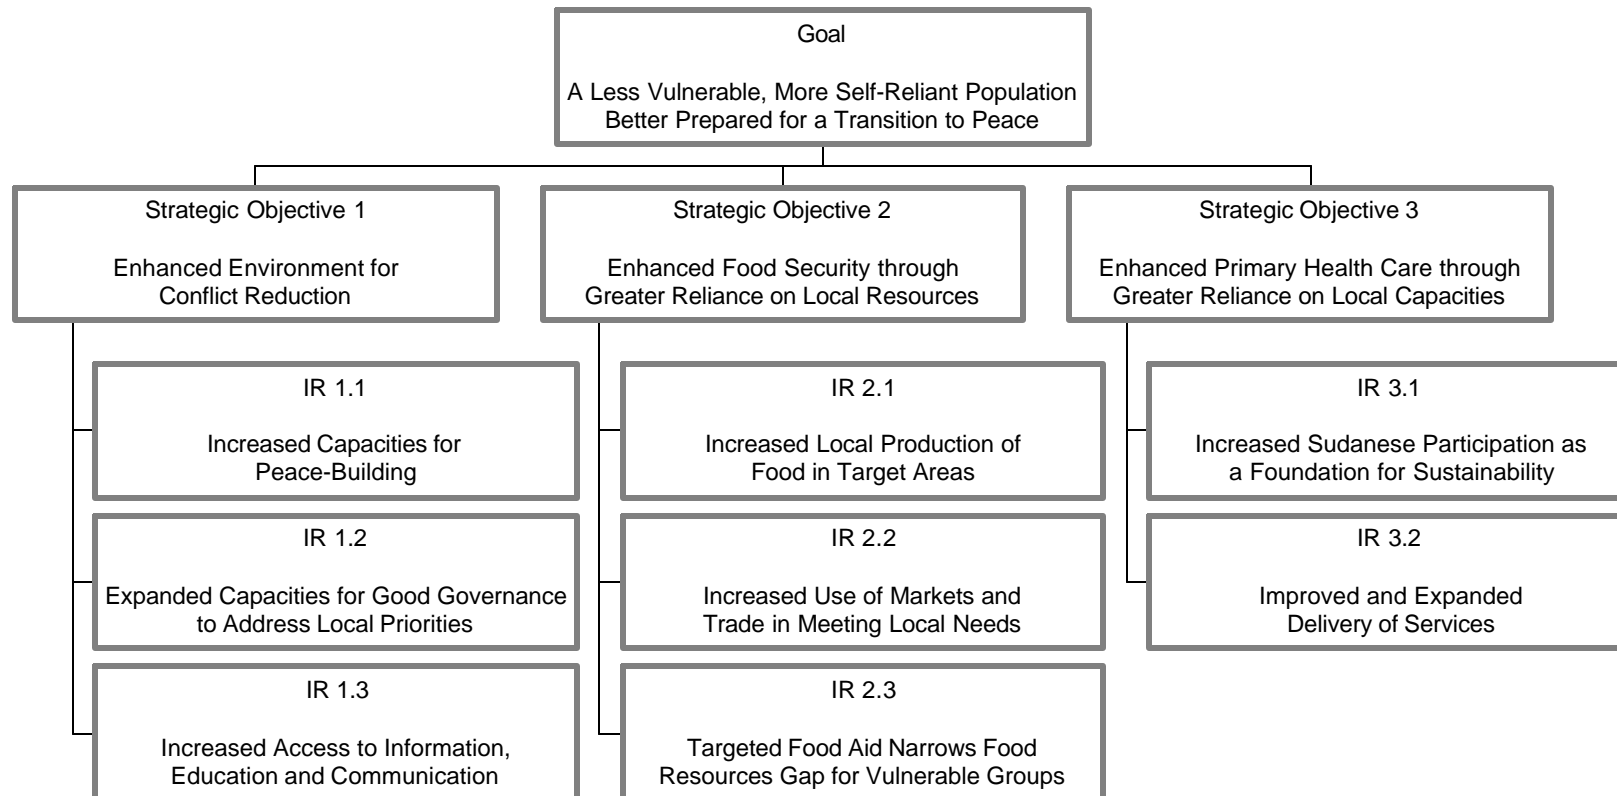 Goal
A Less Vulnerable, More Self-Reliant Population
Better Prepared for a Transition to Peace
Strategic Objective 1
Enhanced Environment for
Conflict Reduction
Strategic Objective 2
Enhanced Food Security through
Greater Reliance on Local Resources
Strategic Objective 3
Enhanced Primary Health Care through
Greater Reliance on Local Capacities
IR 1.1
Increased Capacities for
Peace-Building
IR 1.2
Expanded Capacities for Good Governance
to Address Local Priorities
IR 1.3
Increased Access to Information,
Education and Communication
IR 2.1
Increased Local Production of
Food in Target Areas
IR 2.2
Increased Use of Markets and
Trade in Meeting Local Needs
IR 2.3
Targeted Food Aid Narrows Food
Resources Gap for Vulnerable Groups
IR 3.1
Increased Sudanese Participation as
a Foundation for Sustainability
IR 3.2
Improved and Expanded
Delivery of Services